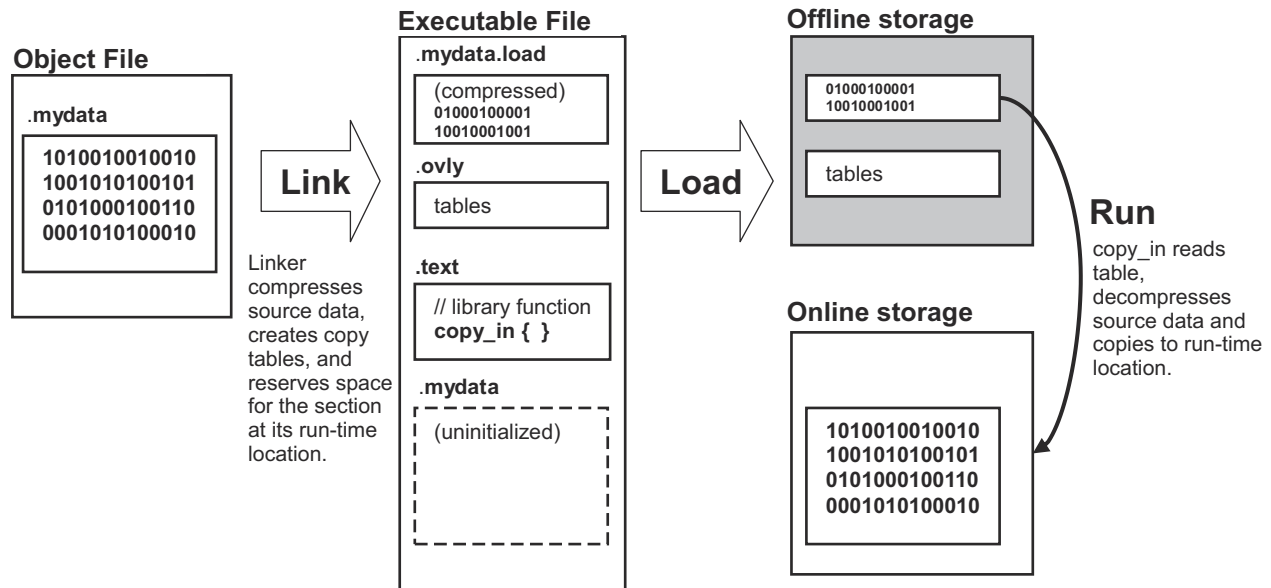 Object File
.mydata
1010010010010
1001010100101
0101000100110
0001010100010
Link
Linker
compresses
source data,
creates copy
tables, and
reserves space
for the section
at its run-time
location.
Executable File
.mydata.load
(compressed)
01000100001
10010001001
.ovly
tables
.text
// library function
copy_in { }
.mydata
(uninitialized)
Load
Offline storage
01000100001
10010001001
tables
Run
copy_in reads
table,
decompresses
source data and
copies to run-time
location.
Online storage
1010010010010
1001010100101
0101000100110
0001010100010